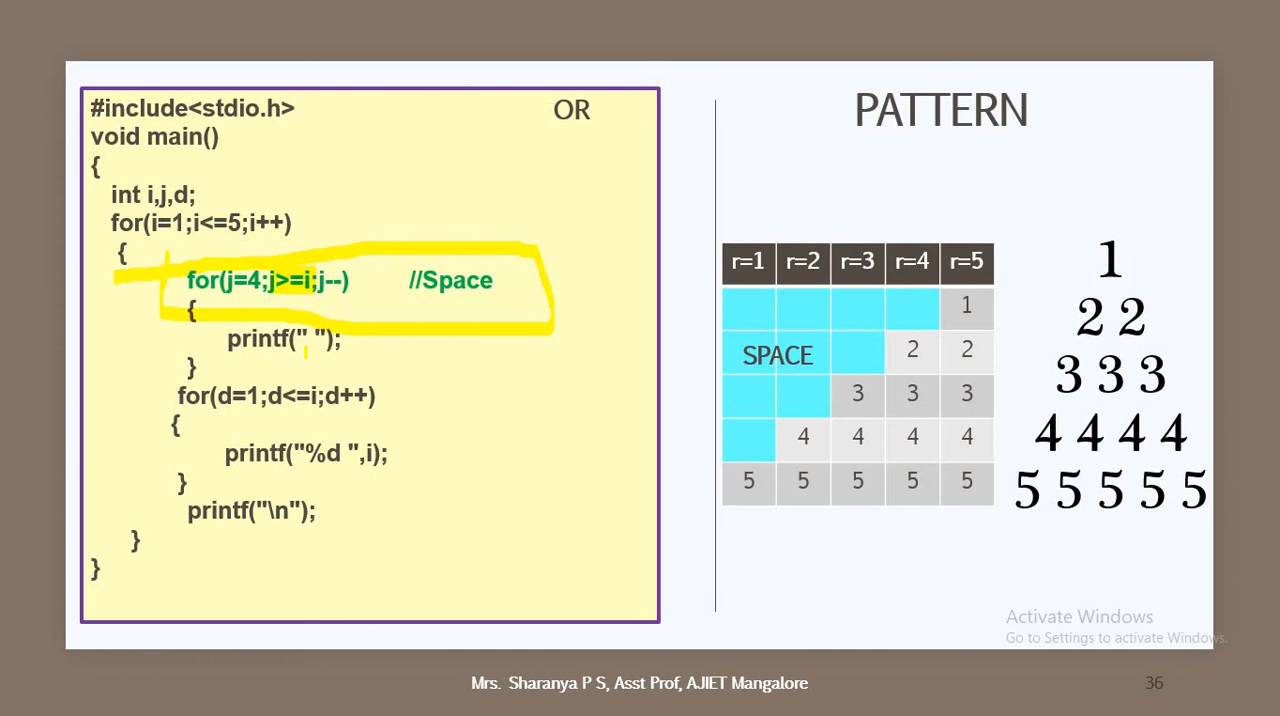 #include<stdio.h>
OR
void main()
{
int i,j,d;
for(i=1;i<=5;i++)
{
for(j=4;j>=i;j--) //Space
{
printf(" ");
}
for(d=1;d<=i;d++)
{
printf("%d ",i);
}
printf("\n");
}
}
PATTERN
r=1 r=2 r=3 r=4 r=5
1
SPACE 2 2
3 3 3
4 4 4 4
5 5 5 5 5
1
2 2
3 3 3
4 4 4 4
5 5 5 5 5
Activate Windows
Go to Settings to activate Windows.
Mrs. Sharanya P S, Asst Prof, AJIET Mangalore
36